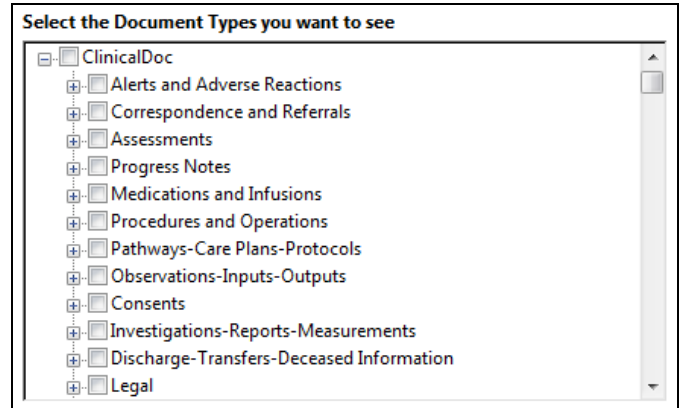 Select the Document Types you want to see
ClinicalDoc
Alerts and Adverse Reactions
Correspondence and Referrals
Assessments
Progress Notes
Medications and Infusions
Procedures and Operations
Pathways-Care Plans-Protocols
Observations-Inputs-Outputs
Consents
Investigations-Reports-Measurements
Discharge-Transfers-Deceased Information
Legal